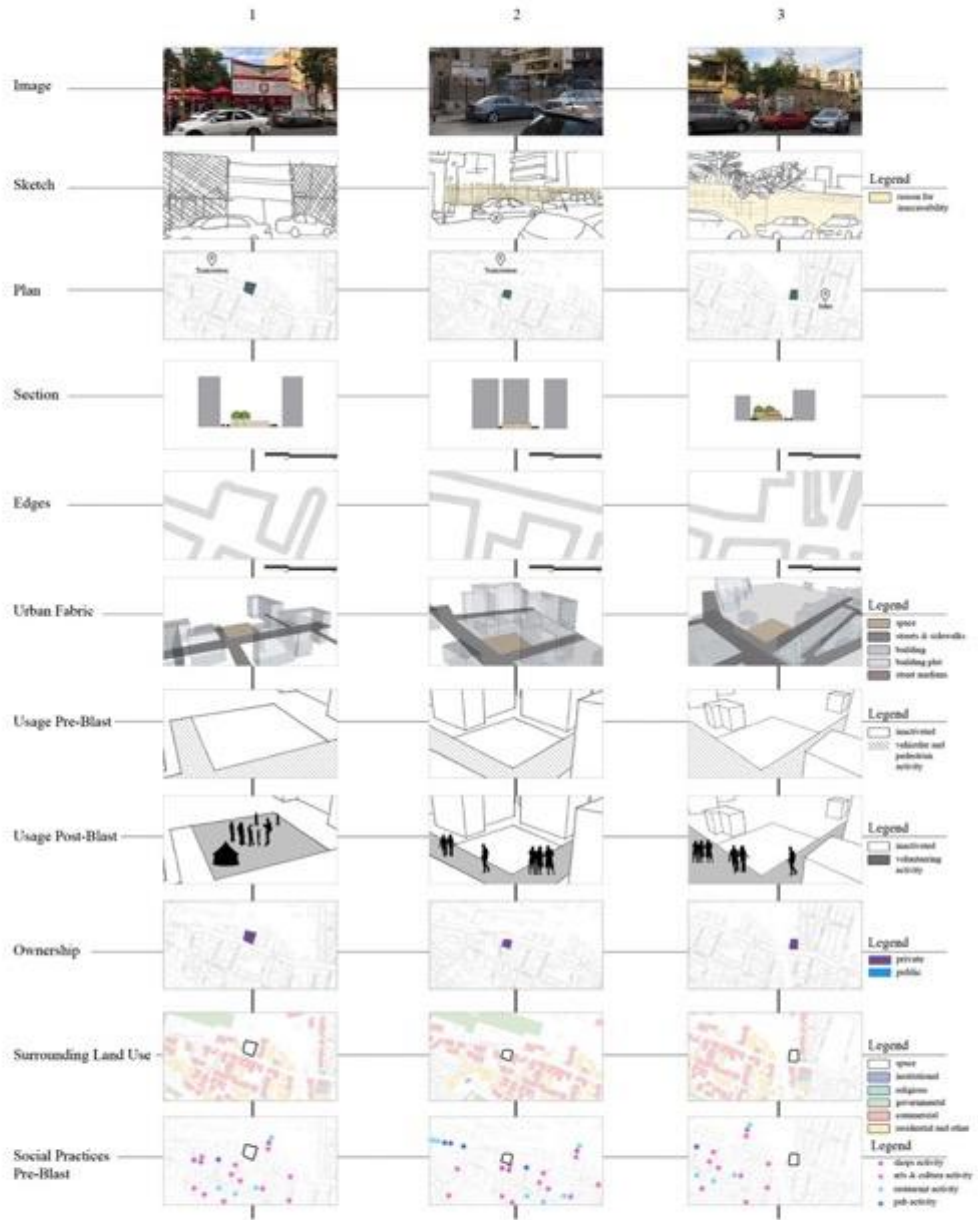 1
2
3
Image
Sketch
Legend
reason for inaccessibility
Plan
Section
Edges
Urban Fabric
Legend
space
streets & sidewalks
building
building plot
street medians
Usage Pre-Blast
Legend
inactivated
vehicular and
pedestrian
activity
Usage Post-Blast
Legend
inactivated
volunteering
activity
Ownership
Legend
private
public
Surrounding Land Use
Legend
space
institutional
religious
governmental
commercial
residential and other
Social Practices
Pre-Blast
Legend
shops activity
arts & culture activity
restaurant activity
pub activity